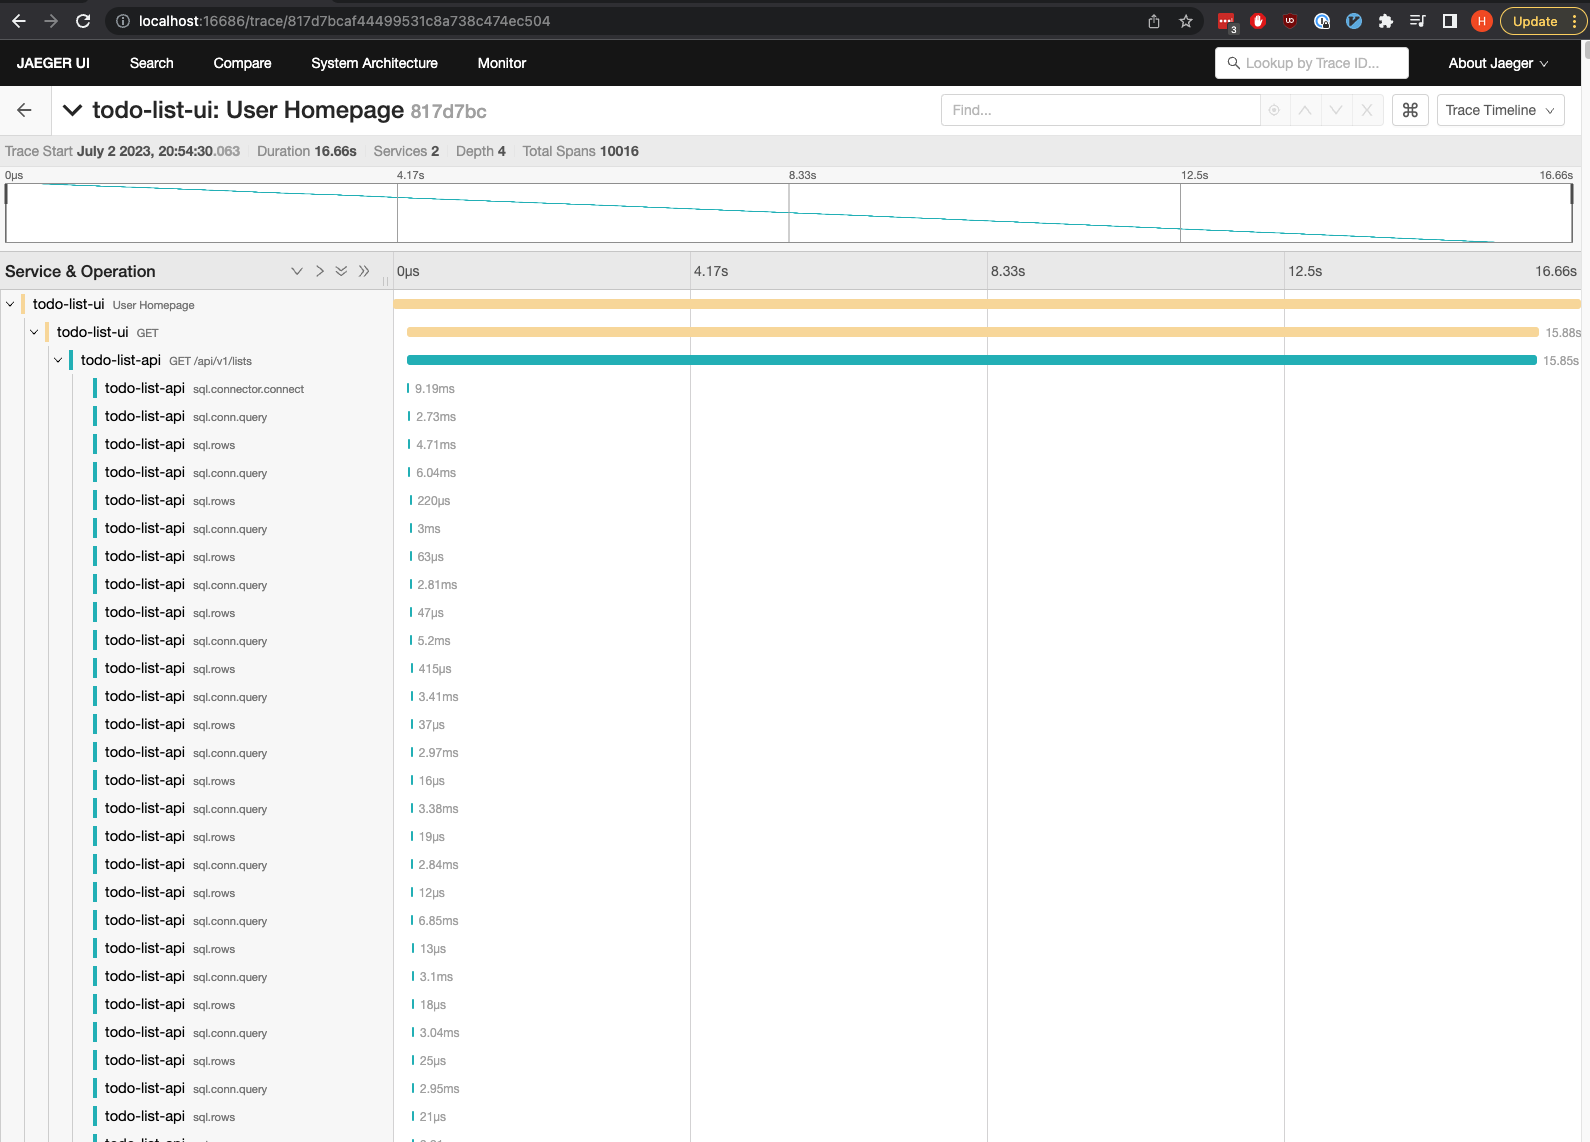 localhost:16686/trace/817d7bcaf44499531c8a738c474ec504
3
UD
H
Update
JAEGER UI Search Compare System Architecture Monitor Lookup by Trace ID... About Jaeger
todo-list-ui: User Homepage 817d7bc Find... ⌘ Trace Timeline
Trace Start July 2 2023, 20:54:30.063 Duration 16.66s Services 2 Depth 4 Total Spans 10016
0μs 4.17s 8.33s 12.5s 16.66s
Service & Operation 0μs 4.17s 8.33s 12.5s 16.66s
todo-list-ui User Homepage
todo-list-ui GET 15.88s
todo-list-api GET /api/v1/lists 15.85s
todo-list-api sql.connector.connect 9.19ms
todo-list-api sql.conn.query 2.73ms
todo-list-api sql.rows 4.71ms
todo-list-api sql.conn.query 6.04ms
todo-list-api sql.rows 220μs
todo-list-api sql.conn.query 3ms
todo-list-api sql.rows 63μs
todo-list-api sql.conn.query 2.81ms
todo-list-api sql.rows 47μs
todo-list-api sql.conn.query 5.2ms
todo-list-api sql.rows 415μs
todo-list-api sql.conn.query 3.41ms
todo-list-api sql.rows 37μs
todo-list-api sql.conn.query 2.97ms
todo-list-api sql.rows 16μs
todo-list-api sql.conn.query 3.38ms
todo-list-api sql.rows 19μs
todo-list-api sql.conn.query 2.84ms
todo-list-api sql.rows 12μs
todo-list-api sql.conn.query 6.85ms
todo-list-api sql.rows 13μs
todo-list-api sql.conn.query 3.1ms
todo-list-api sql.rows 18μs
todo-list-api sql.conn.query 3.04ms
todo-list-api sql.rows 25μs
todo-list-api sql.conn.query 2.95ms
todo-list-api sql.rows 21μs